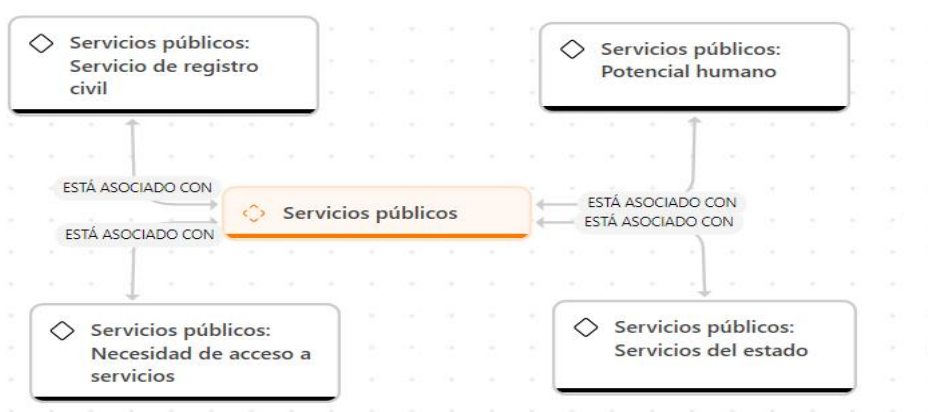 Servicios públicos:
Servicio de registro
civil
Servicios públicos:
Potencial humano
ESTÁ ASOCIADO CON
ESTÁ ASOCIADO CON
Servicios públicos
ESTÁ ASOCIADO CON
ESTÁ ASOCIADO CON
Servicios públicos:
Necesidad de acceso a
servicios
Servicios públicos:
Servicios del estado